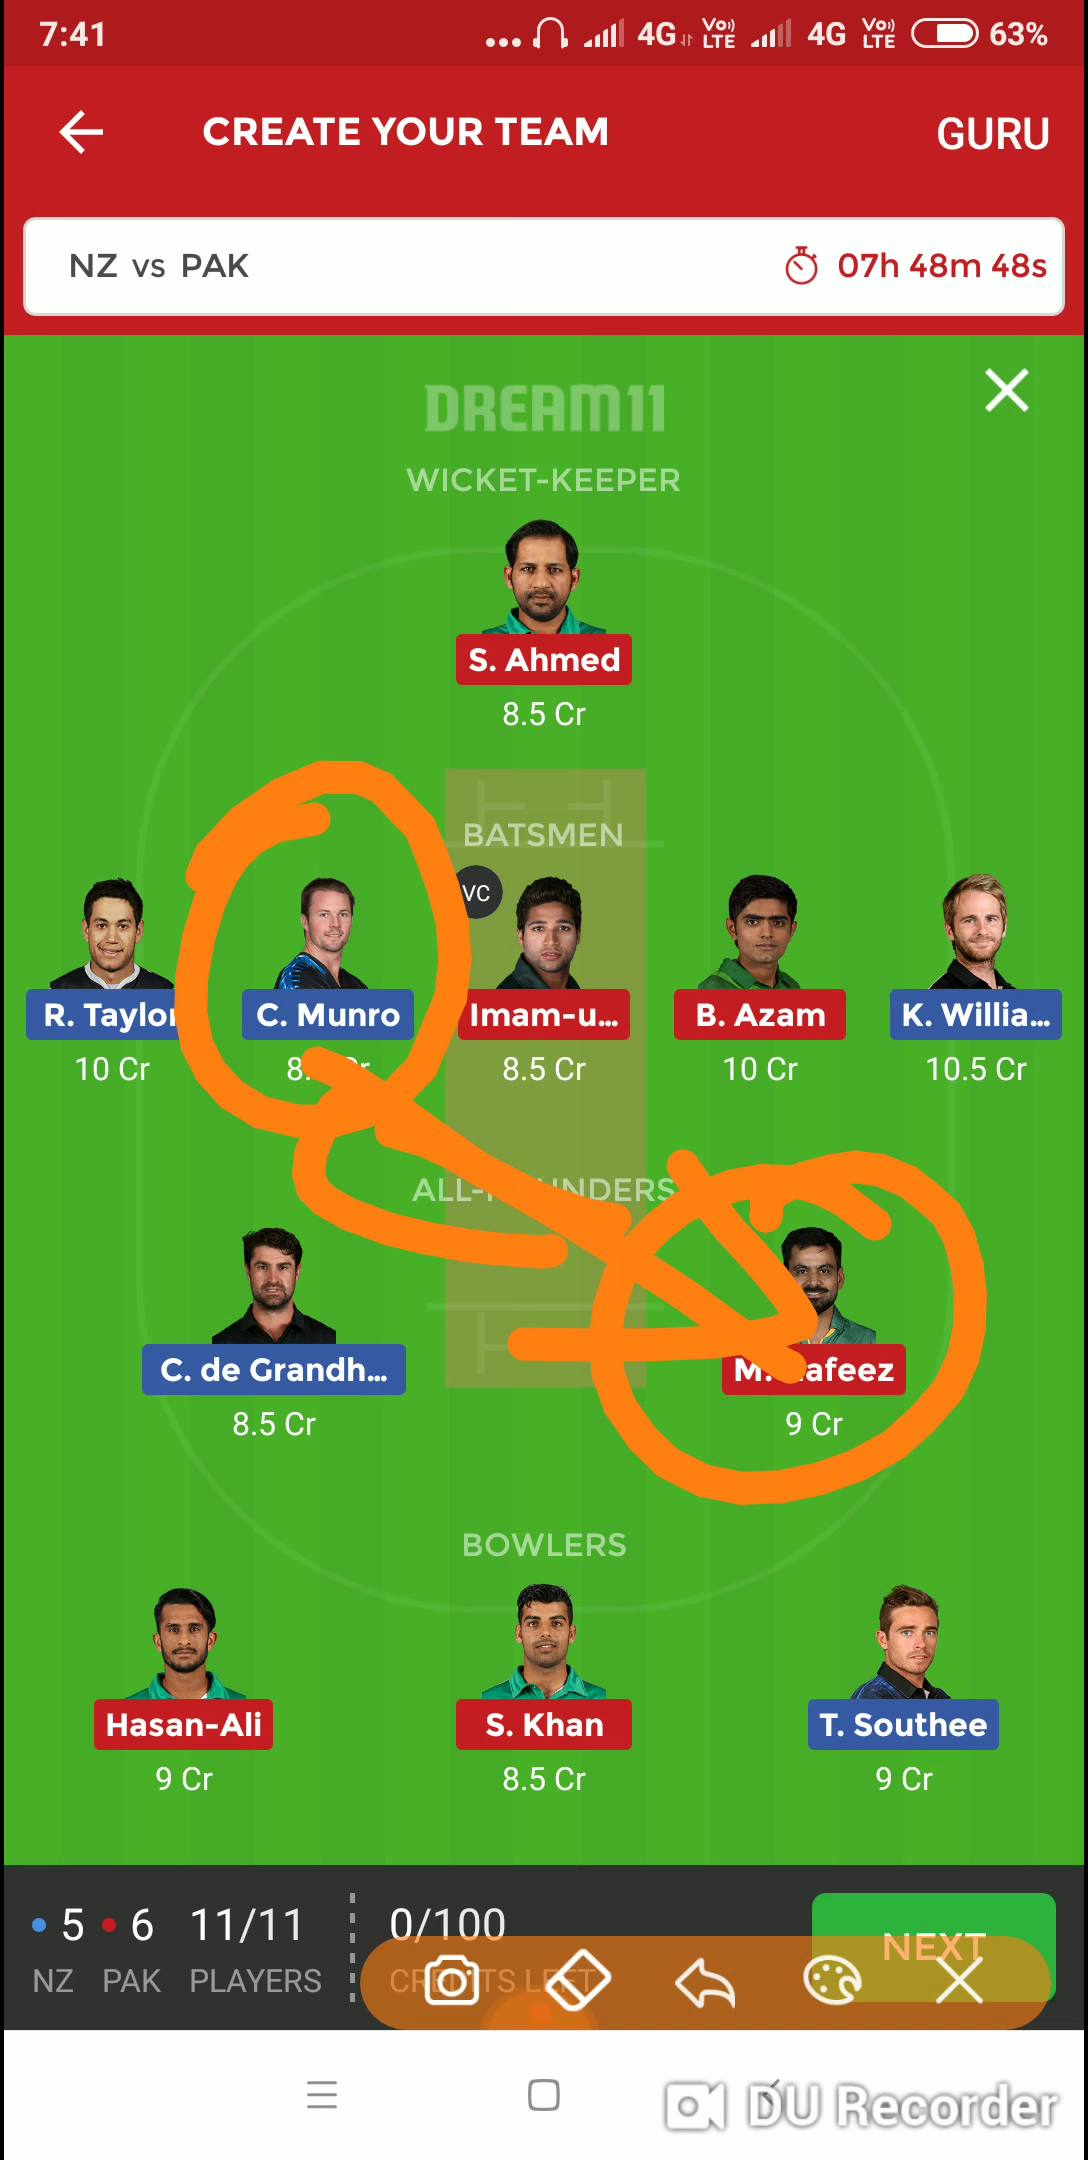 7:41 4G VoLTE 4G VoLTE 63%
CREATE YOUR TEAM GURU
NZ vs PAK 07h 48m 48s
DREAM11
WICKET-KEEPER
S. Ahmed
8.5 Cr
BATSMEN
VC
R. Taylor C. Munro Imam-u... B. Azam K. Willia...
10 Cr 8.5 Cr 10 Cr 10.5 Cr
C. de Grandh...
8.5 Cr 9 Cr
BOWLERS
Hasan-Ali S. Khan T. Southee
9 Cr 8.5 Cr 9 Cr
5 6 11/11 0/100 NEXT
NZ PAK PLAYERS CREDITS LEFT
DU Recorder